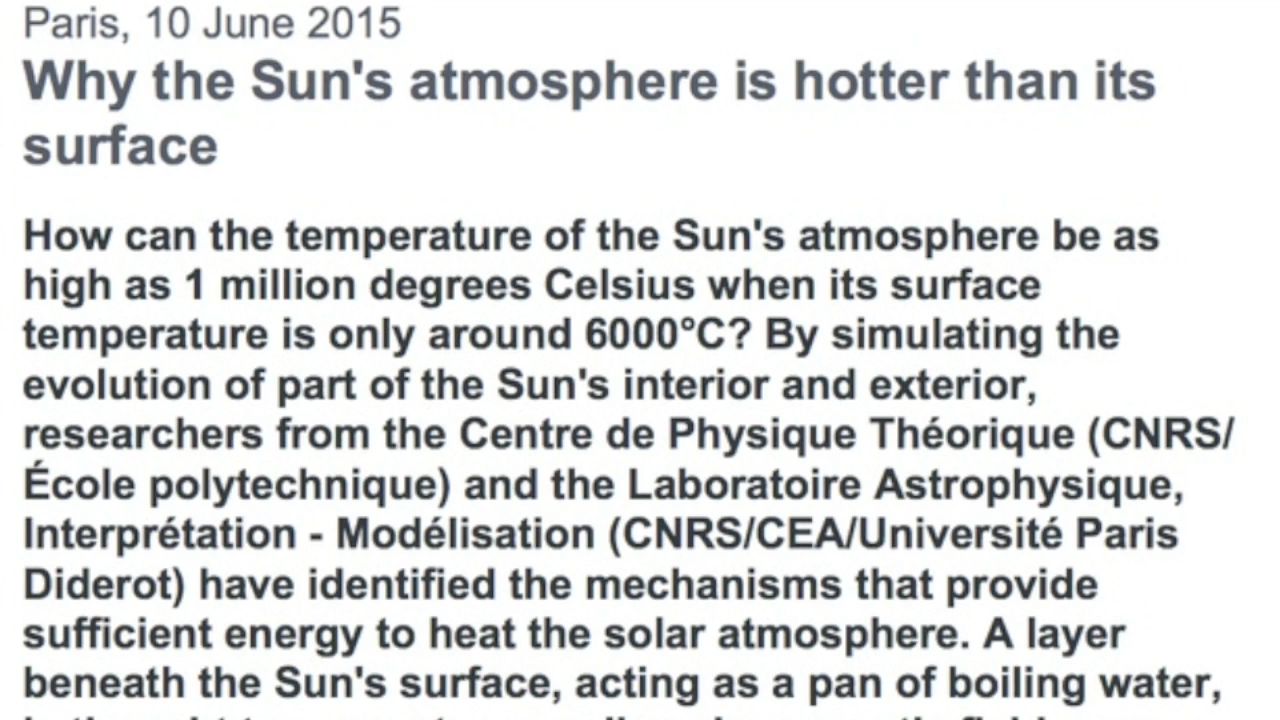 Paris, 10 June 2015
Why the Sun's atmosphere is hotter than its
surface
How can the temperature of the Sun's atmosphere be as
high as 1 million degrees Celsius when its surface
temperature is only around 6000°C? By simulating the
evolution of part of the Sun's interior and exterior,
researchers from the Centre de Physique Théorique (CNRS/
École polytechnique) and the Laboratoire Astrophysique,
Interprétation - Modélisation (CNRS/CEA/Université Paris
Diderot) have identified the mechanisms that provide
sufficient energy to heat the solar atmosphere. A layer
beneath the Sun's surface, acting as a pan of boiling water,